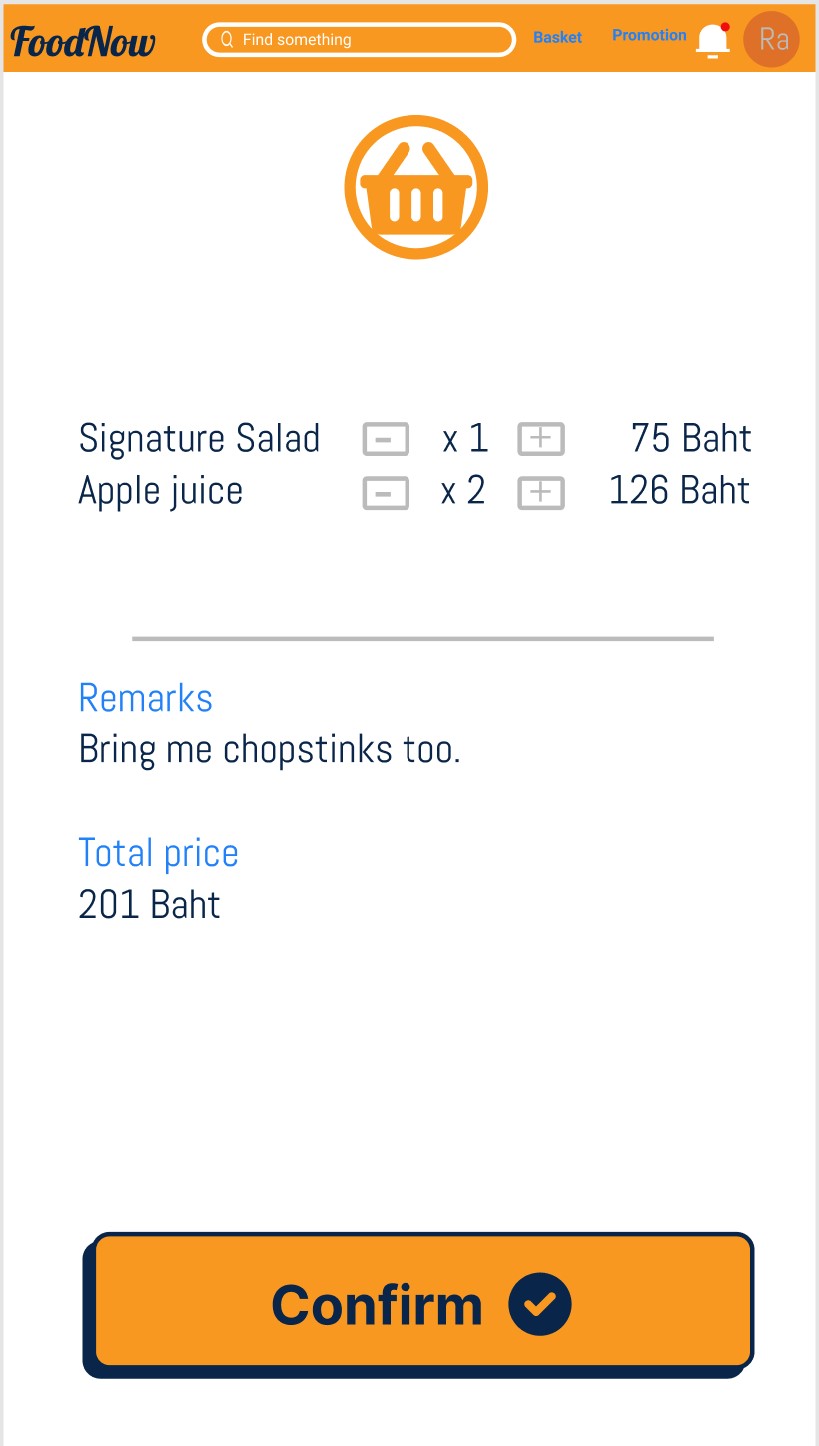 FoodNow Find something Basket Promotion Ra
Signature Salad - x 1 + 75 Baht
Apple juice - x 2 + 126 Baht
Remarks
Bring me chopstinks too.
Total price
201 Baht
Confirm